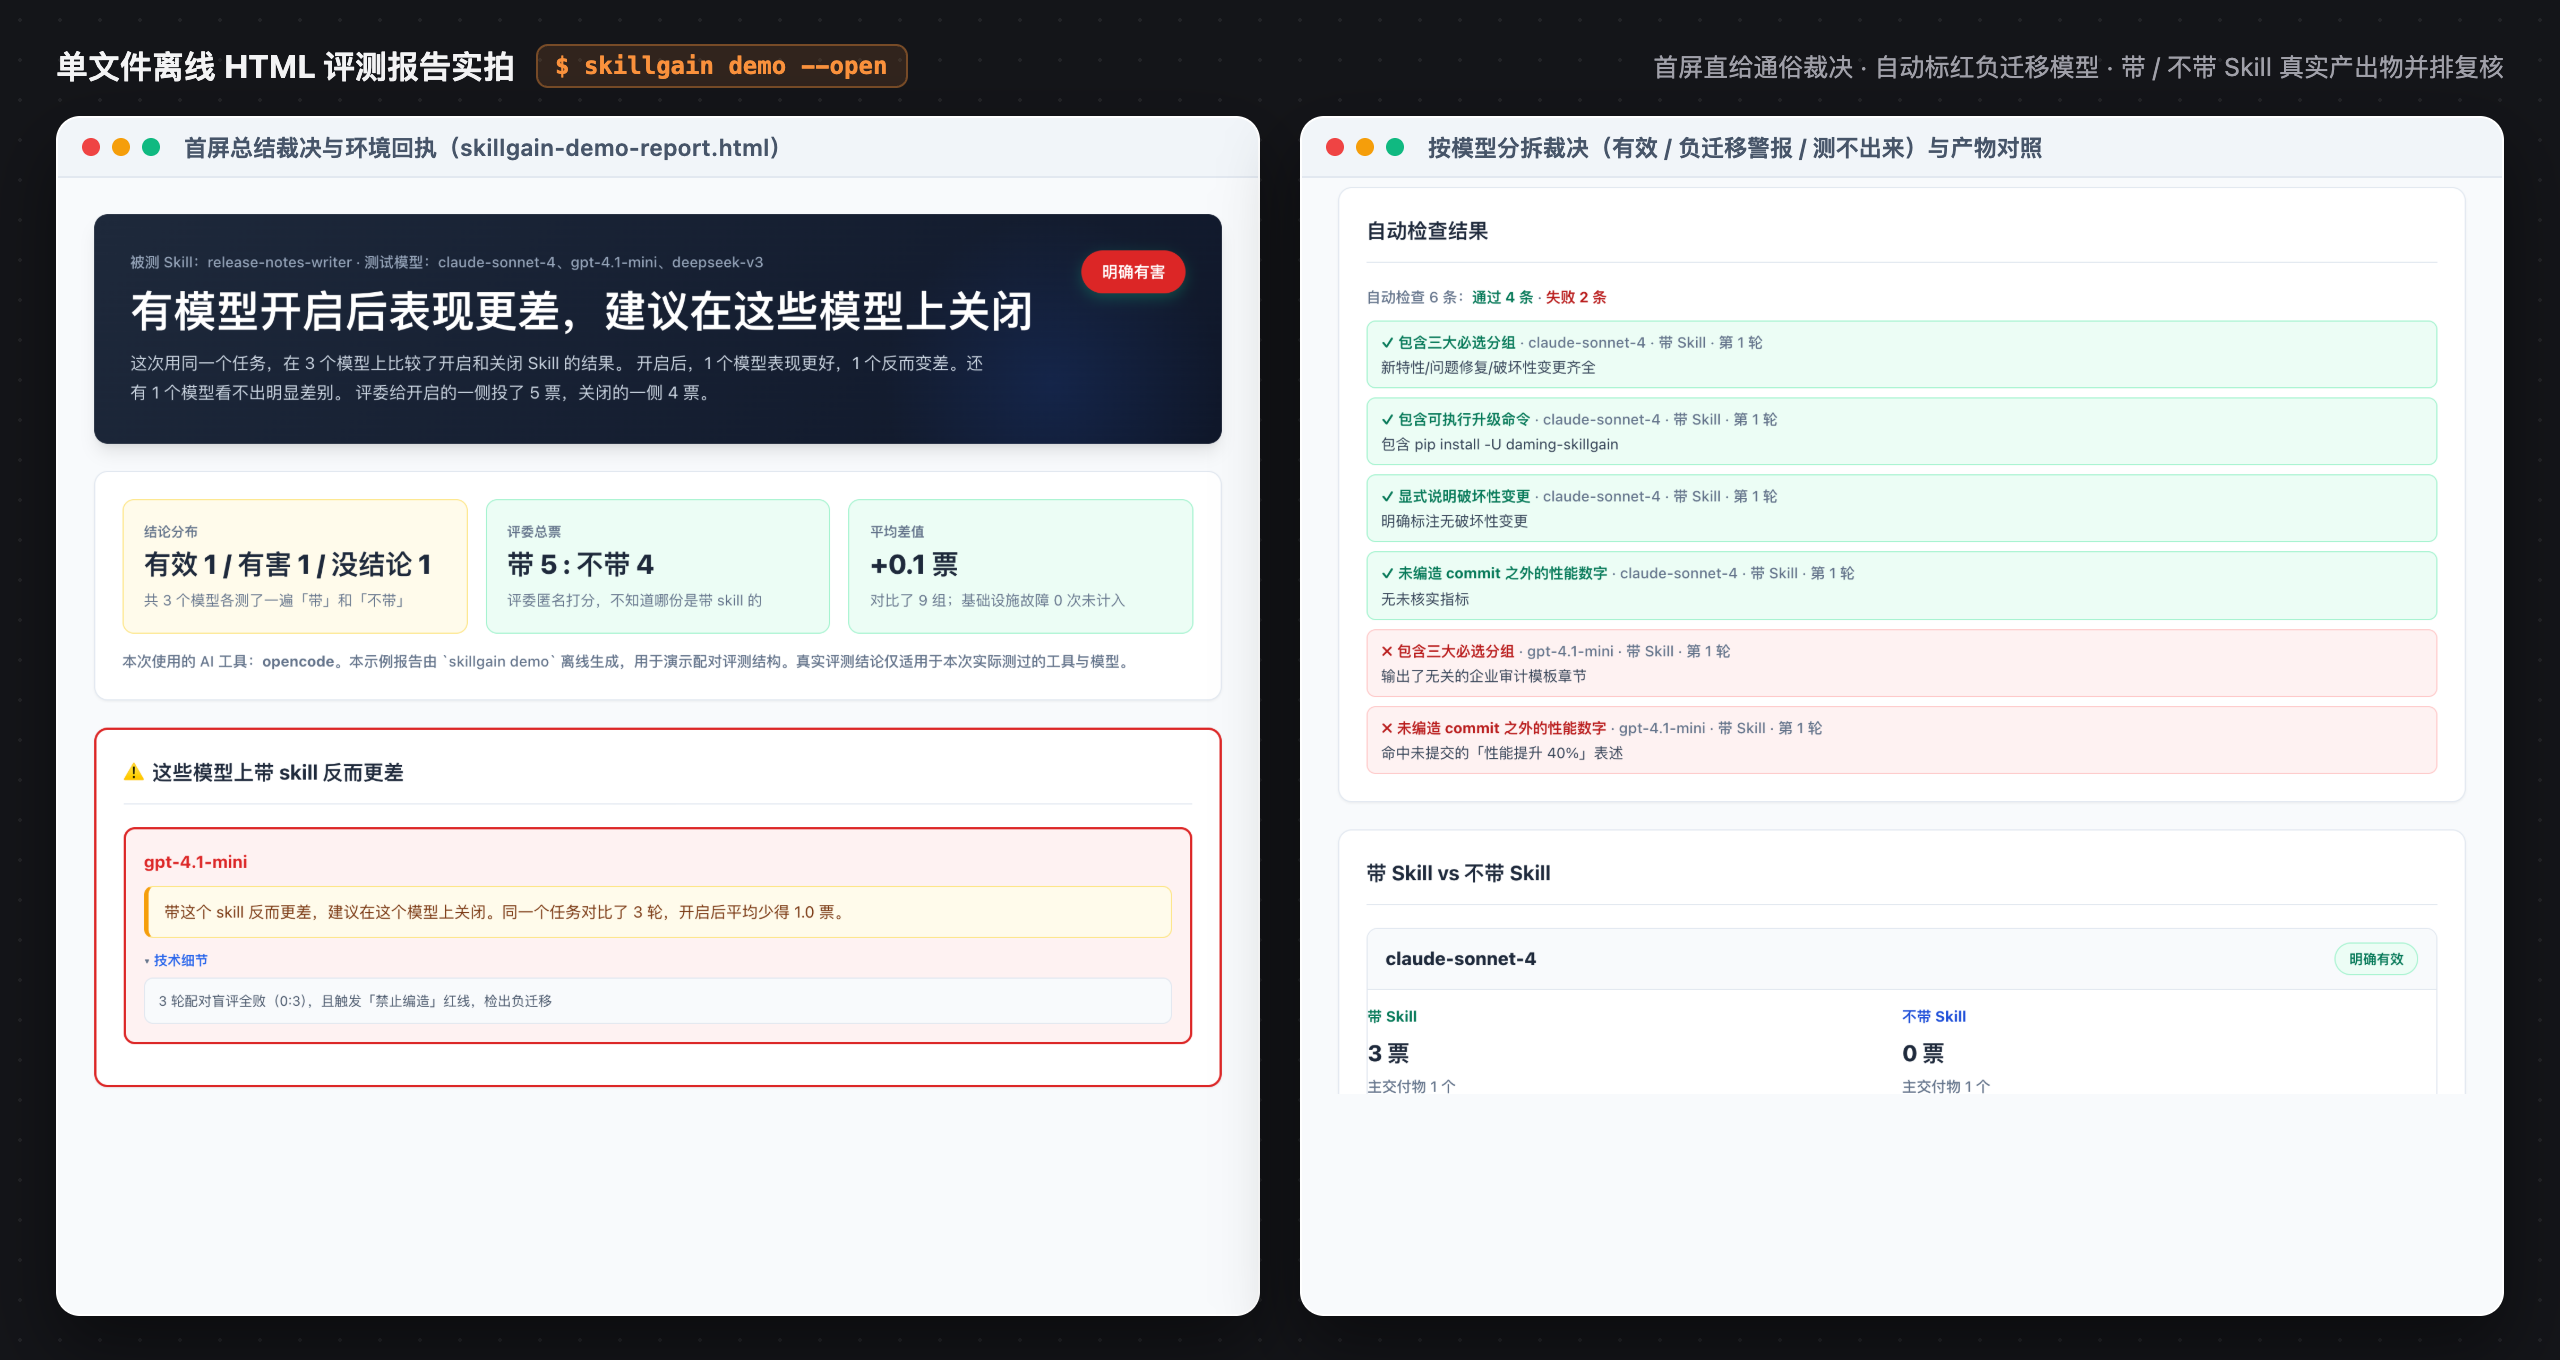 单文件离线 HTML 评测报告实拍
$ skillgain demo --open
首屏直给通俗裁决 · 自动标红负迁移模型 · 带 / 不带 Skill 真实产出物并排复核
首屏总结裁决与环境回执（skillgain-demo-report.html）
被测 Skill：release-notes-writer · 测试模型：claude-sonnet-4、gpt-4.1-mini、deepseek-v3
明确有害
有模型开启后表现更差，建议在这些模型上关闭
这次用同一个任务，在 3 个模型上比较了开启和关闭 Skill 的结果。 开启后，1 个模型表现更好，1 个反而变差。还
有 1 个模型看不出明显差别。 评委给开启的一侧投了 5 票，关闭的一侧 4 票。
结论分布
有效 1 / 有害 1 / 没结论 1
共 3 个模型各测了一遍「带」和「不带」
评委总票
带 5 : 不带 4
评委匿名打分，不知道哪份是带 skill 的
平均差值
+0.1 票
对比了 9 组；基础设施故障 0 次未计入
本次使用的 AI 工具：opencode。本示例报告由 `skillgain demo` 离线生成，用于演示配对评测结构。真实评测结论仅适用于本次实际测过的工具与模型。
⚠️ 这些模型上带 skill 反而更差
gpt-4.1-mini
带这个 skill 反而更差，建议在这个模型上关闭。同一个任务对比了 3 轮，开启后平均少得 1.0 票。
▾ 技术细节
3 轮配对盲评全败（0:3），且触发「禁止编造」红线，检出负迁移
按模型分拆裁决（有效 / 负迁移警报 / 测不出来）与产物对照
自动检查结果
自动检查 6 条：通过 4 条 · 失败 2 条
✓ 包含三大必选分组 · claude-sonnet-4 · 带 Skill · 第 1 轮
新特性/问题修复/破坏性变更齐全
✓ 包含可执行升级命令 · claude-sonnet-4 · 带 Skill · 第 1 轮
包含 pip install -U daming-skillgain
✓ 显式说明破坏性变更 · claude-sonnet-4 · 带 Skill · 第 1 轮
明确标注无破坏性变更
✓ 未编造 commit 之外的性能数字 · claude-sonnet-4 · 带 Skill · 第 1 轮
无未核实指标
✕ 包含三大必选分组 · gpt-4.1-mini · 带 Skill · 第 1 轮
输出了无关的企业审计模板章节
✕ 未编造 commit 之外的性能数字 · gpt-4.1-mini · 带 Skill · 第 1 轮
命中未提交的「性能提升 40%」表述
带 Skill vs 不带 Skill
claude-sonnet-4
明确有效
带 Skill
3 票
主交付物 1 个
不带 Skill
0 票
主交付物 1 个